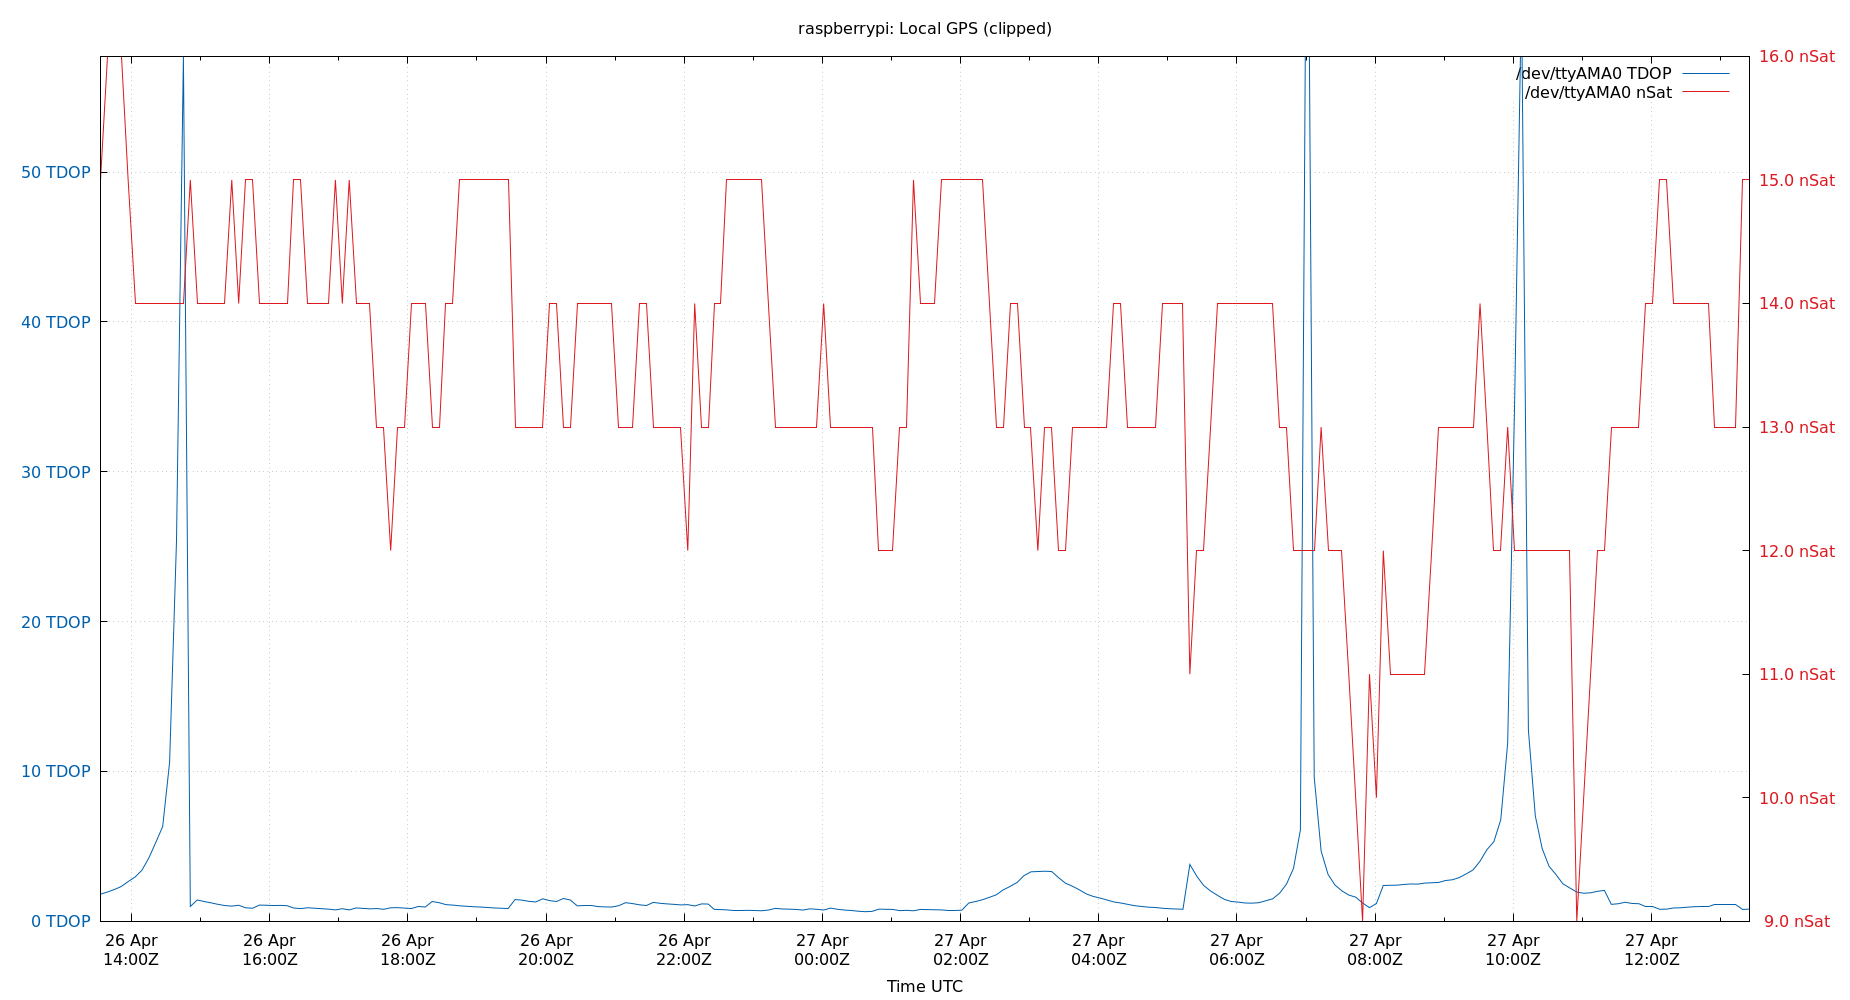 raspberrypi: Local GPS (clipped)
16.0 nSat
/dev/ttyAMA0 TDOP
/dev/ttyAMA0 nSat
50 TDOP
15.0 nSat
14.0 nSat
40 TDOP
13.0 nSat
30 TDOP
12.0 nSat
20 TDOP
11.0 nSat
10 TDOP
10.0 nSat
0 TDOP
9.0 nSat
26 Apr 26 Apr 26 Apr 26 Apr 26 Apr 27 Apr 27 Apr 27 Apr 27 Apr 27 Apr 27 Apr 27 Apr
14:00Z 16:00Z 18:00Z 20:00Z 22:00Z 00:00Z 02:00Z 04:00Z 06:00Z 08:00Z 10:00Z 12:00Z
Time UTC